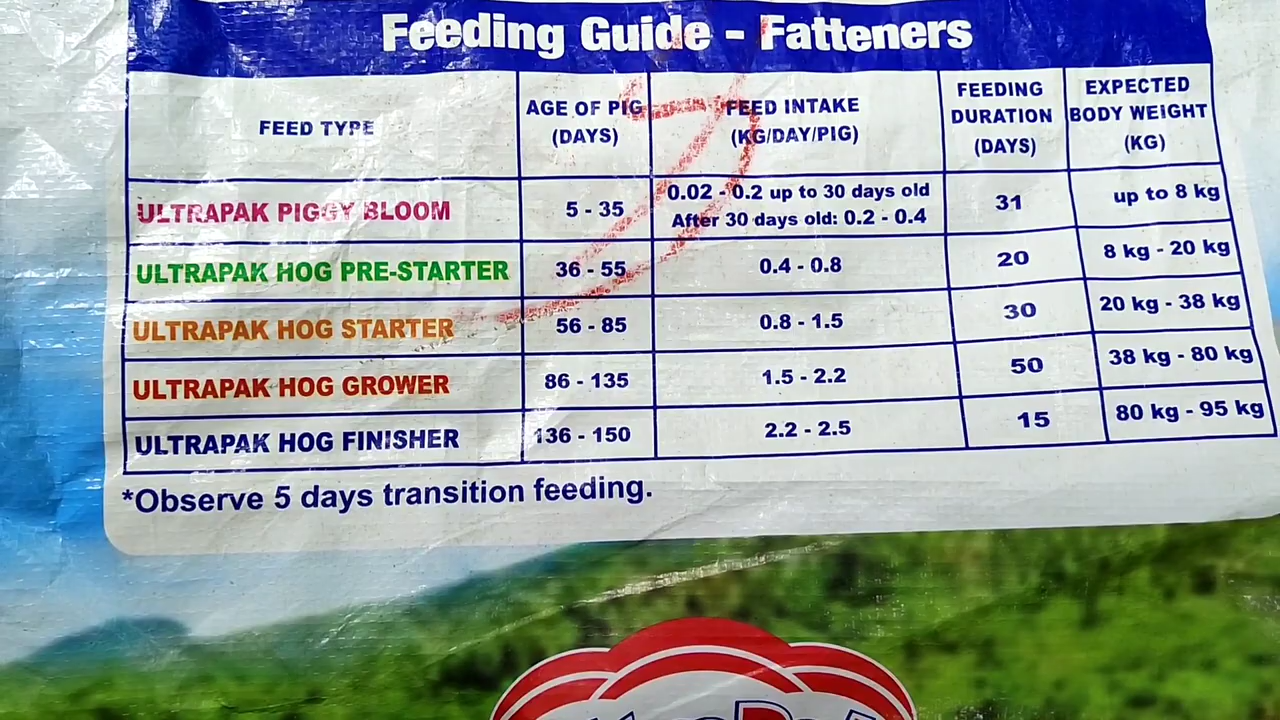 Feeding Guide - Fatteners
FEED TYPE
AGE OF PIG
(DAYS)
FEED INTAKE
(KG/DAY/PIG)
FEEDING
DURATION
(DAYS)
EXPECTED
BODY WEIGHT
(KG)
ULTRAPAK PIGGY BLOOM
5 - 35
0.02 - 0.2 up to 30 days old
After 30 days old: 0.2 - 0.4
31
up to 8 kg
ULTRAPAK HOG PRE-STARTER
36 - 55
0.4 - 0.8
20
8 kg - 20 kg
ULTRAPAK HOG STARTER
56 - 85
0.8 - 1.5
30
20 kg - 38 kg
ULTRAPAK HOG GROWER
86 - 135
1.5 - 2.2
50
38 kg - 80 kg
ULTRAPAK HOG FINISHER
136 - 150
2.2 - 2.5
15
80 kg - 95 kg
*Observe 5 days transition feeding.